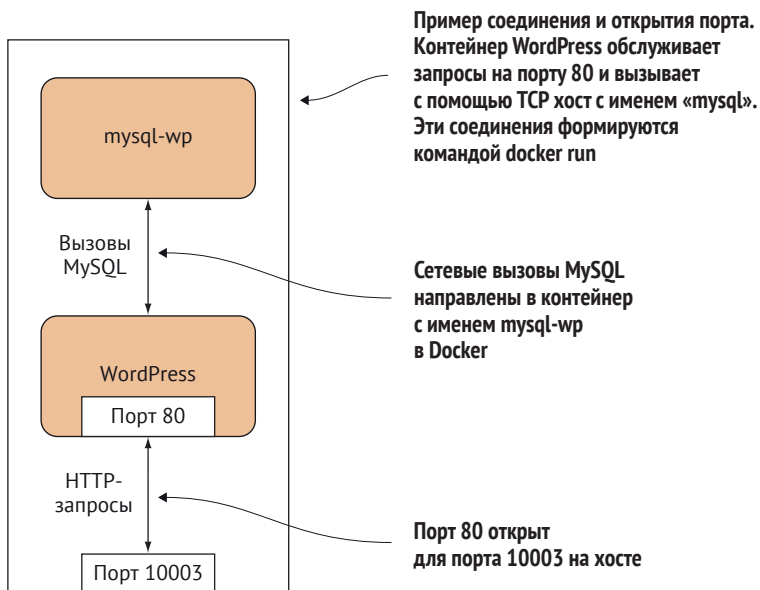 Пример соединения и открытия порта.
Контейнер WordPress обслуживает
запросы на порту 80 и вызывает
с помощью TCP хост с именем «mysql».
Эти соединения формируются
командой docker run
mysql-wp
Вызовы
MySQL
Сетевые вызовы MySQL
направлены в контейнер
с именем mysql-wp
в Docker
WordPress
Порт 80
HTTP-
запросы
Порт 80 открыт
для порта 10003 на хосте
Порт 10003